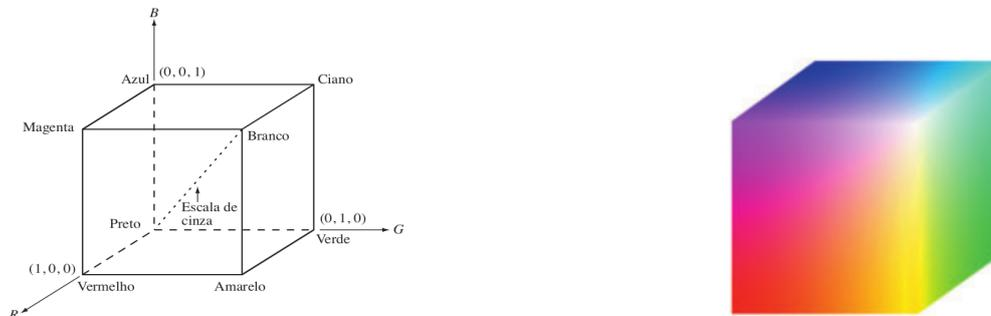 B
Azul
(0, 0, 1)
Ciano
Magenta
Branco
Escala de
cinza
Preto
(0, 1, 0)
G
Verde
(1, 0, 0)
Vermelho
Amarelo
R